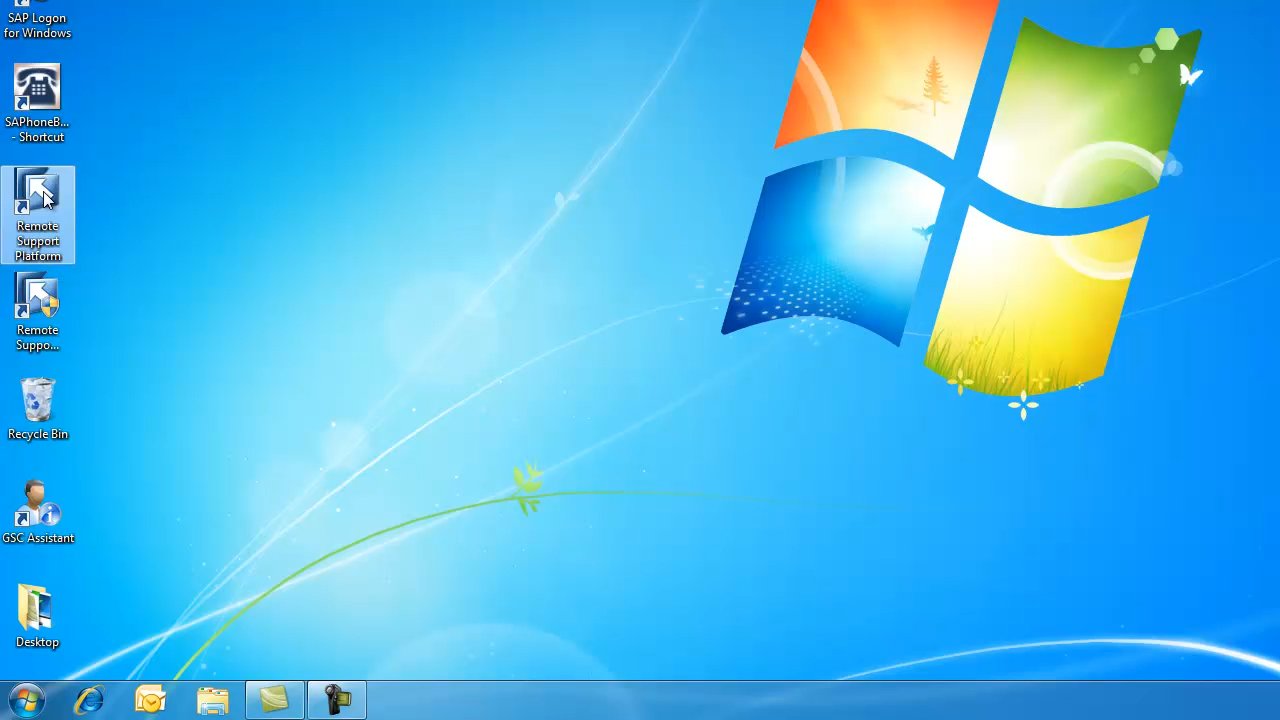 SAP Logon
for Windows
SAPhoneB...
- Shortcut
Remote
Support
Platform
Remote
Suppo...
Recycle Bin
GSC Assistant
Desktop